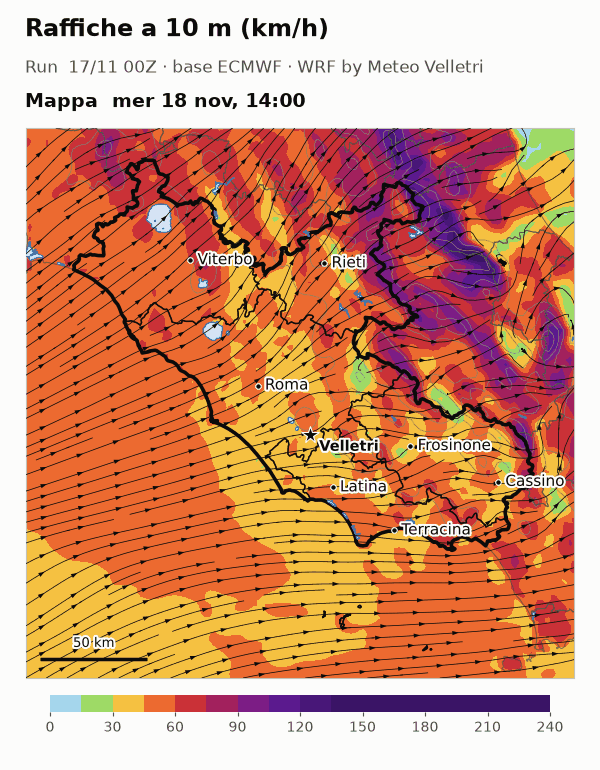 Raffiche a 10 m (km/h)
Run  17/11 00Z · base ECMWF · WRF by Meteo Velletri
Mappa  mer 18 nov, 14:00
Viterbo
Rieti
Roma
Velletri
Frosinone
Cassino
Latina
Terracina
50 km
0 30 60 90 120 150 180 210 240